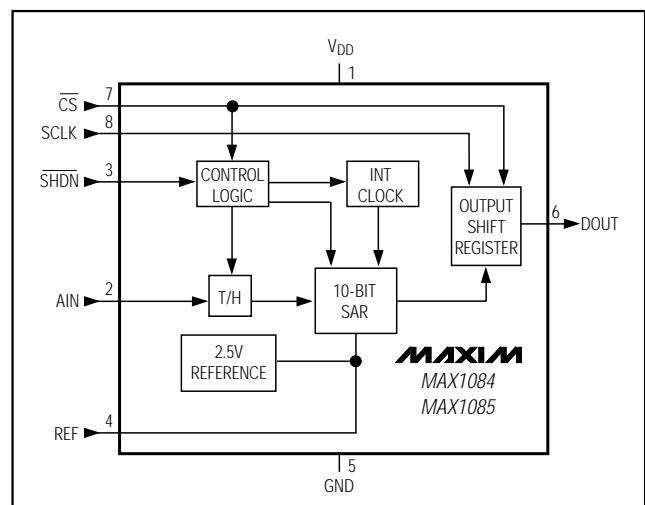 VDD
1
7
CS
8
SCLK
3
SHDN
CONTROL
LOGIC
INT
CLOCK
OUTPUT
SHIFT
REGISTER
6
DOUT
2
AIN
T/H
10-BIT
SAR
2.5V
REFERENCE
MAXIM
MAX1084
MAX1085
4
REF
5
GND